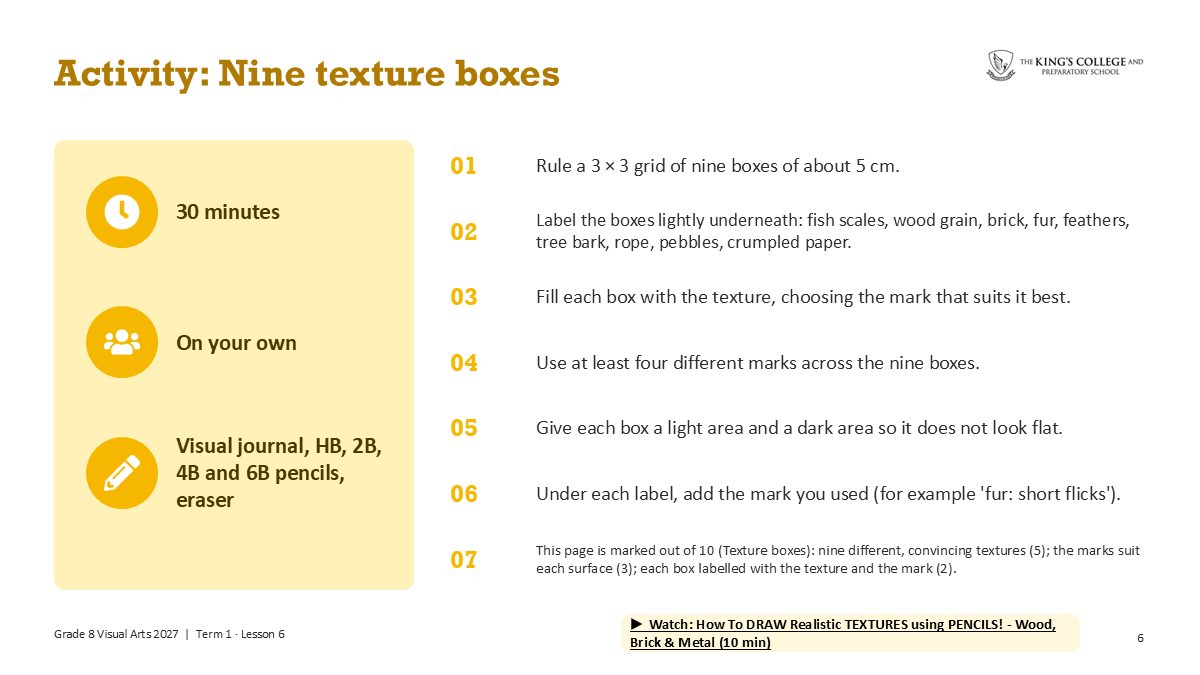 Activity: Nine texture boxes
THE KING'S COLLEGE AND
PREPARATORY SCHOOL
30 minutes
On your own
Visual journal, HB, 2B,
4B and 6B pencils,
eraser
01
Rule a 3 × 3 grid of nine boxes of about 5 cm.
02
Label the boxes lightly underneath: fish scales, wood grain, brick, fur, feathers,
tree bark, rope, pebbles, crumpled paper.
03
Fill each box with the texture, choosing the mark that suits it best.
04
Use at least four different marks across the nine boxes.
05
Give each box a light area and a dark area so it does not look flat.
06
Under each label, add the mark you used (for example 'fur: short flicks').
07
This page is marked out of 10 (Texture boxes): nine different, convincing textures (5); the marks suit
each surface (3); each box labelled with the texture and the mark (2).
Grade 8 Visual Arts 2027 | Term 1 · Lesson 6
▶ Watch: How To DRAW Realistic TEXTURES using PENCILS! - Wood,
Brick & Metal (10 min)
6